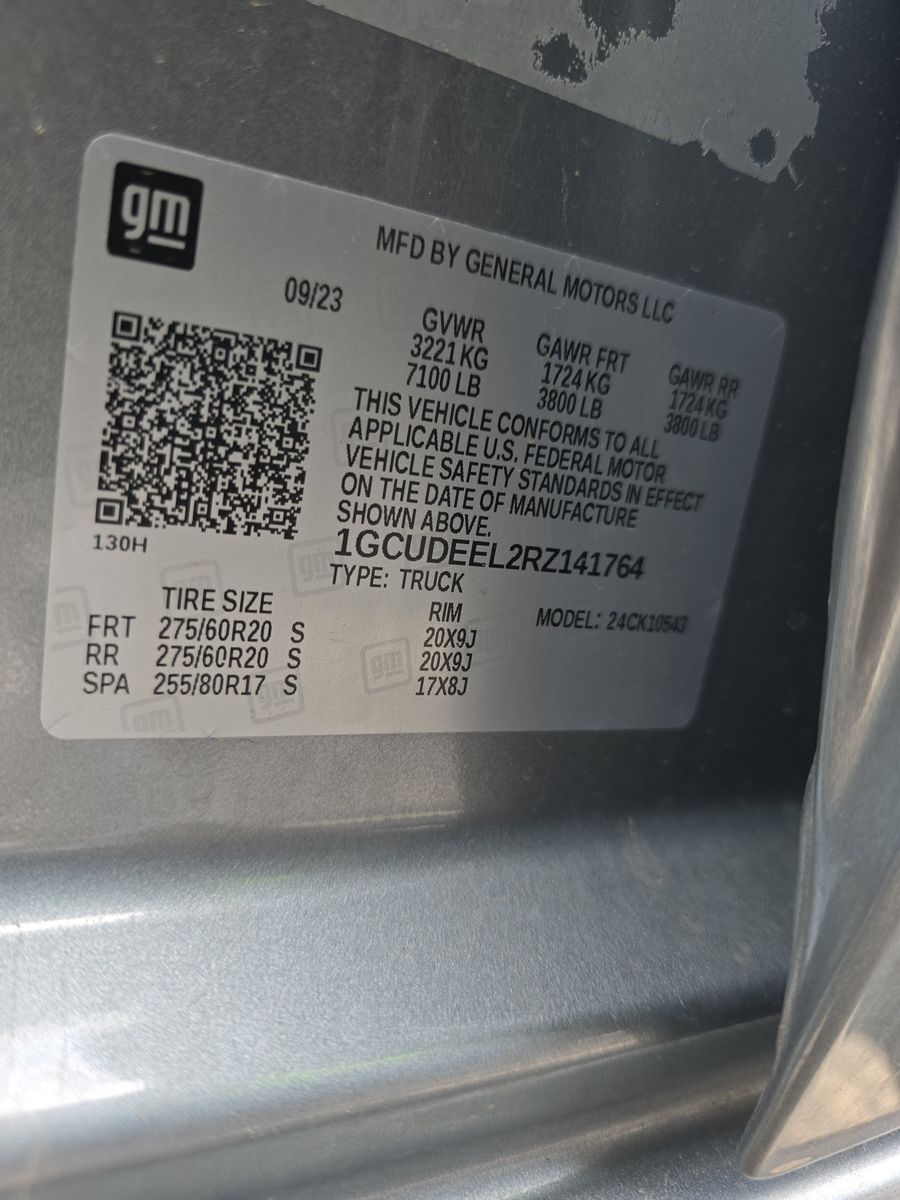 gm
MFD BY GENERAL MOTORS LLC
09/23
GVWR GAWR FRT GAWR RR
3221 KG 1724 KG 1724 KG
7100 LB 3800 LB 3800 LB
THIS VEHICLE CONFORMS TO ALL
APPLICABLE U.S. FEDERAL MOTOR
VEHICLE SAFETY STANDARDS IN EFFECT
ON THE DATE OF MANUFACTURE
SHOWN ABOVE.
130H
1GCUDEEL2RZ141764
TYPE: TRUCK
TIRE SIZE RIM MODEL: 24CK10543
FRT 275/60R20 S 20X9J
RR 275/60R20 S 20X9J
SPA 255/80R17 S 17X8J